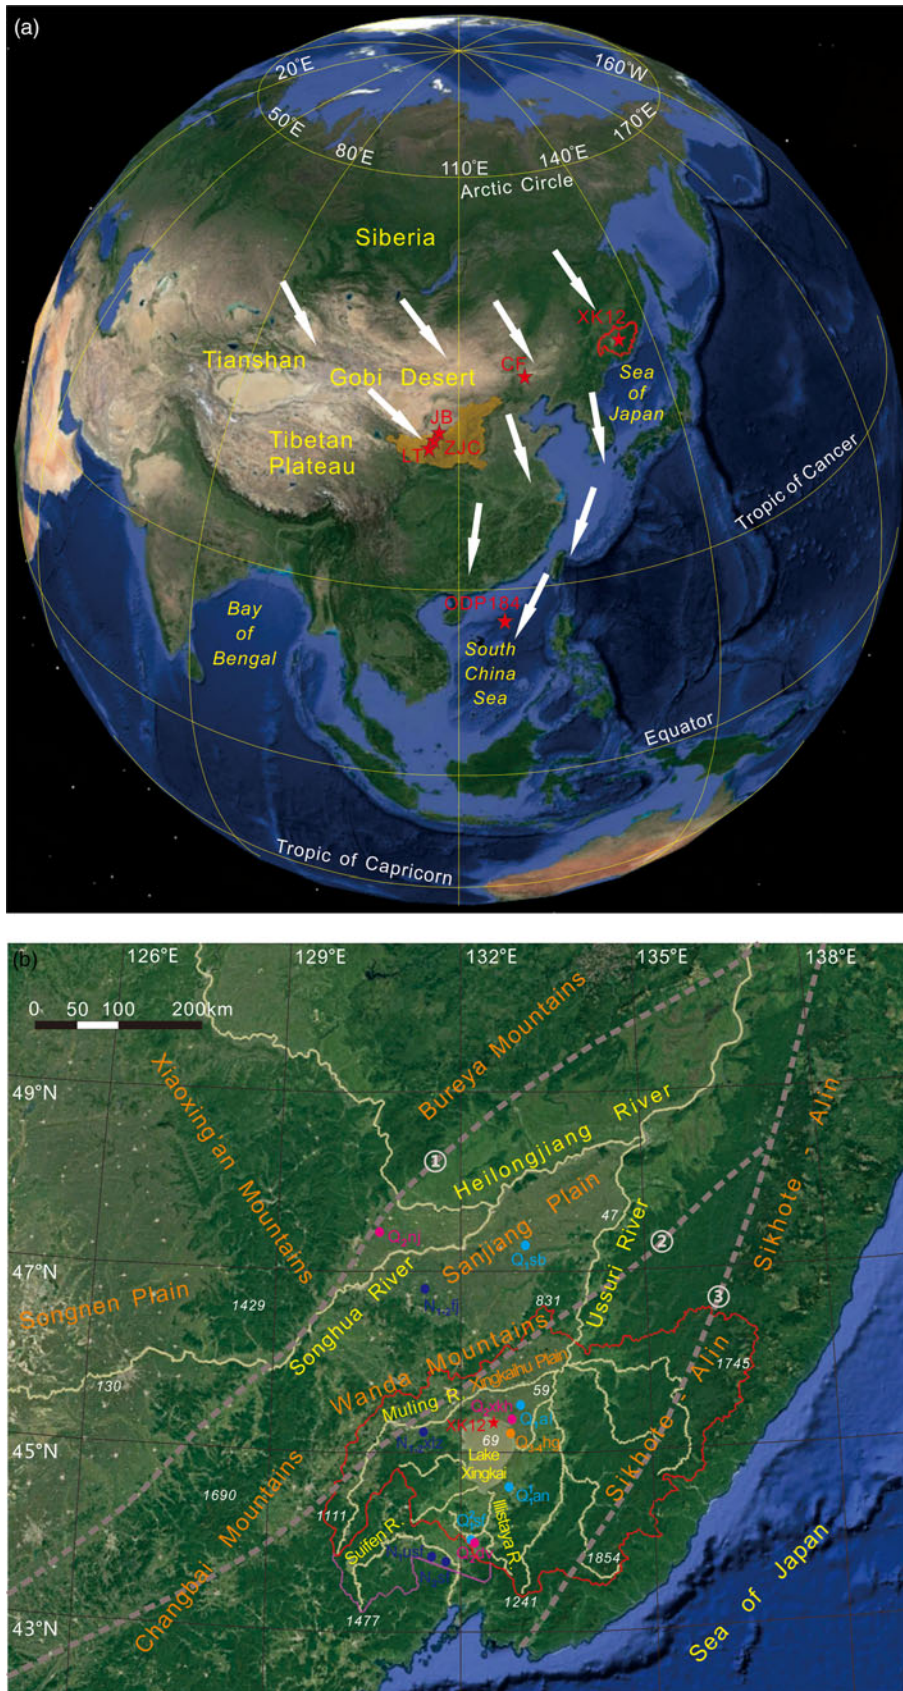 (a)
20°E
160°W
50°E
170°E
80°E
140°E
110°E
Arctic Circle
Siberia
XK12
Tianshan
CF
Gobi Desert
Sea
of
Japan
JB
Tibetan
Plateau
ZJC
LT
Tropic of Cancer
ODP184
Bay
of
Bengal
South
China
Sea
Equator
Tropic of Capricorn
(b)
126°E
129°E
132°E
135°E
138°E
0 50 100 200km
Xiaoxing'an Mountains
Bureya Mountains
49°N
Heilongjiang River
Sikhote - Alin
①
Sanjiang Plain
47
Ussuri River
②
Q₁sb
47°N
Songnen Plain
1429
Songhua River
③
831
Wanda Mountains
Xingkaihu Plain
1745
130
Muling R.
59
XK12
69
45°N
Lake
Xingkai
Sikhote - Alin
1690
Changbai Mountains
1111
Suifen R.
Ilistaya R.
1854
1241
1477
43°N
Sea of Japan